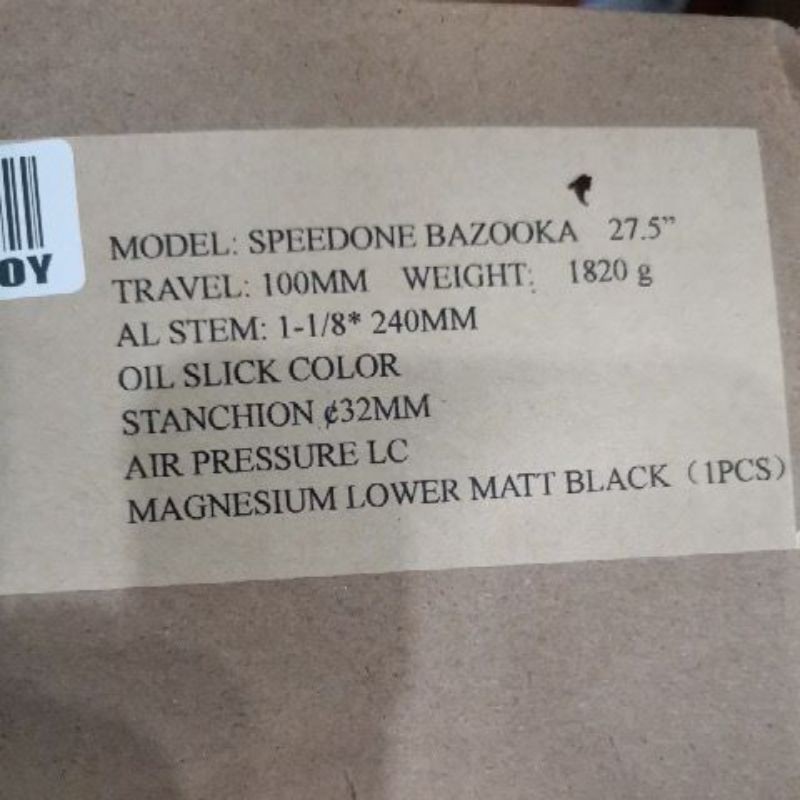 OY
MODEL: SPEEDONE BAZOOKA 27.5”
TRAVEL: 100MM WEIGHT: 1820 g
AL STEM: 1-1/8* 240MM
OIL SLICK COLOR
STANCHION ¢32MM
AIR PRESSURE LC
MAGNESIUM LOWER MATT BLACK（1PCS）